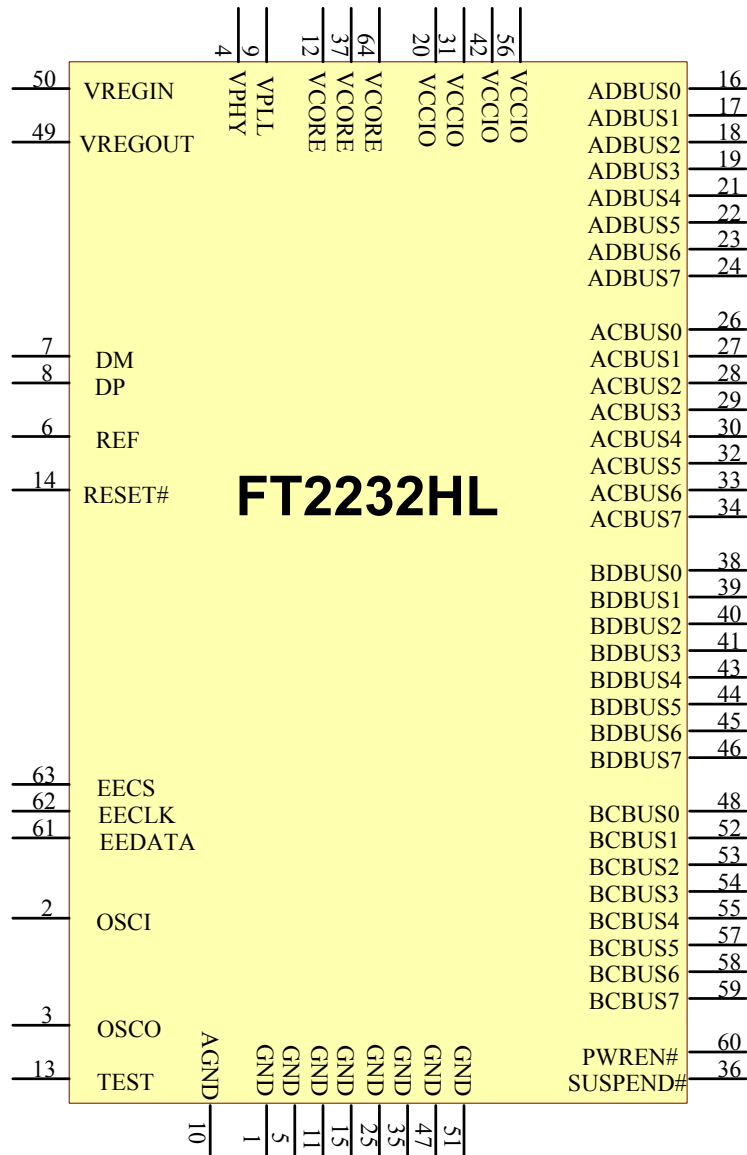 4 9 12 37 64 20 31 42 56
VPHY VPLL VCORE VCORE VCORE VCCIO VCCIO VCCIO VCCIO
50 VREGIN
49 VREGOUT
7 DM
8 DP
6 REF
14 RESET#
FT2232HL
63 EECS
62 EECLK
61 EEDATA
2 OSCI
3 OSCO
13 TEST
ADBUS0 16
ADBUS1 17
ADBUS2 18
ADBUS3 19
ADBUS4 21
ADBUS5 22
ADBUS6 23
ADBUS7 24
ACBUS0 26
ACBUS1 27
ACBUS2 28
ACBUS3 29
ACBUS4 30
ACBUS5 32
ACBUS6 33
ACBUS7 34
BDBUS0 38
BDBUS1 39
BDBUS2 40
BDBUS3 41
BDBUS4 43
BDBUS5 44
BDBUS6 45
BDBUS7 46
BCBUS0 48
BCBUS1 52
BCBUS2 53
BCBUS3 54
BCBUS4 55
BCBUS5 57
BCBUS6 58
BCBUS7 59
PWREN# 60
SUSPEND# 36
AGND GND GND GND GND GND GND GND GND
10 1 5 11 15 25 35 47 51